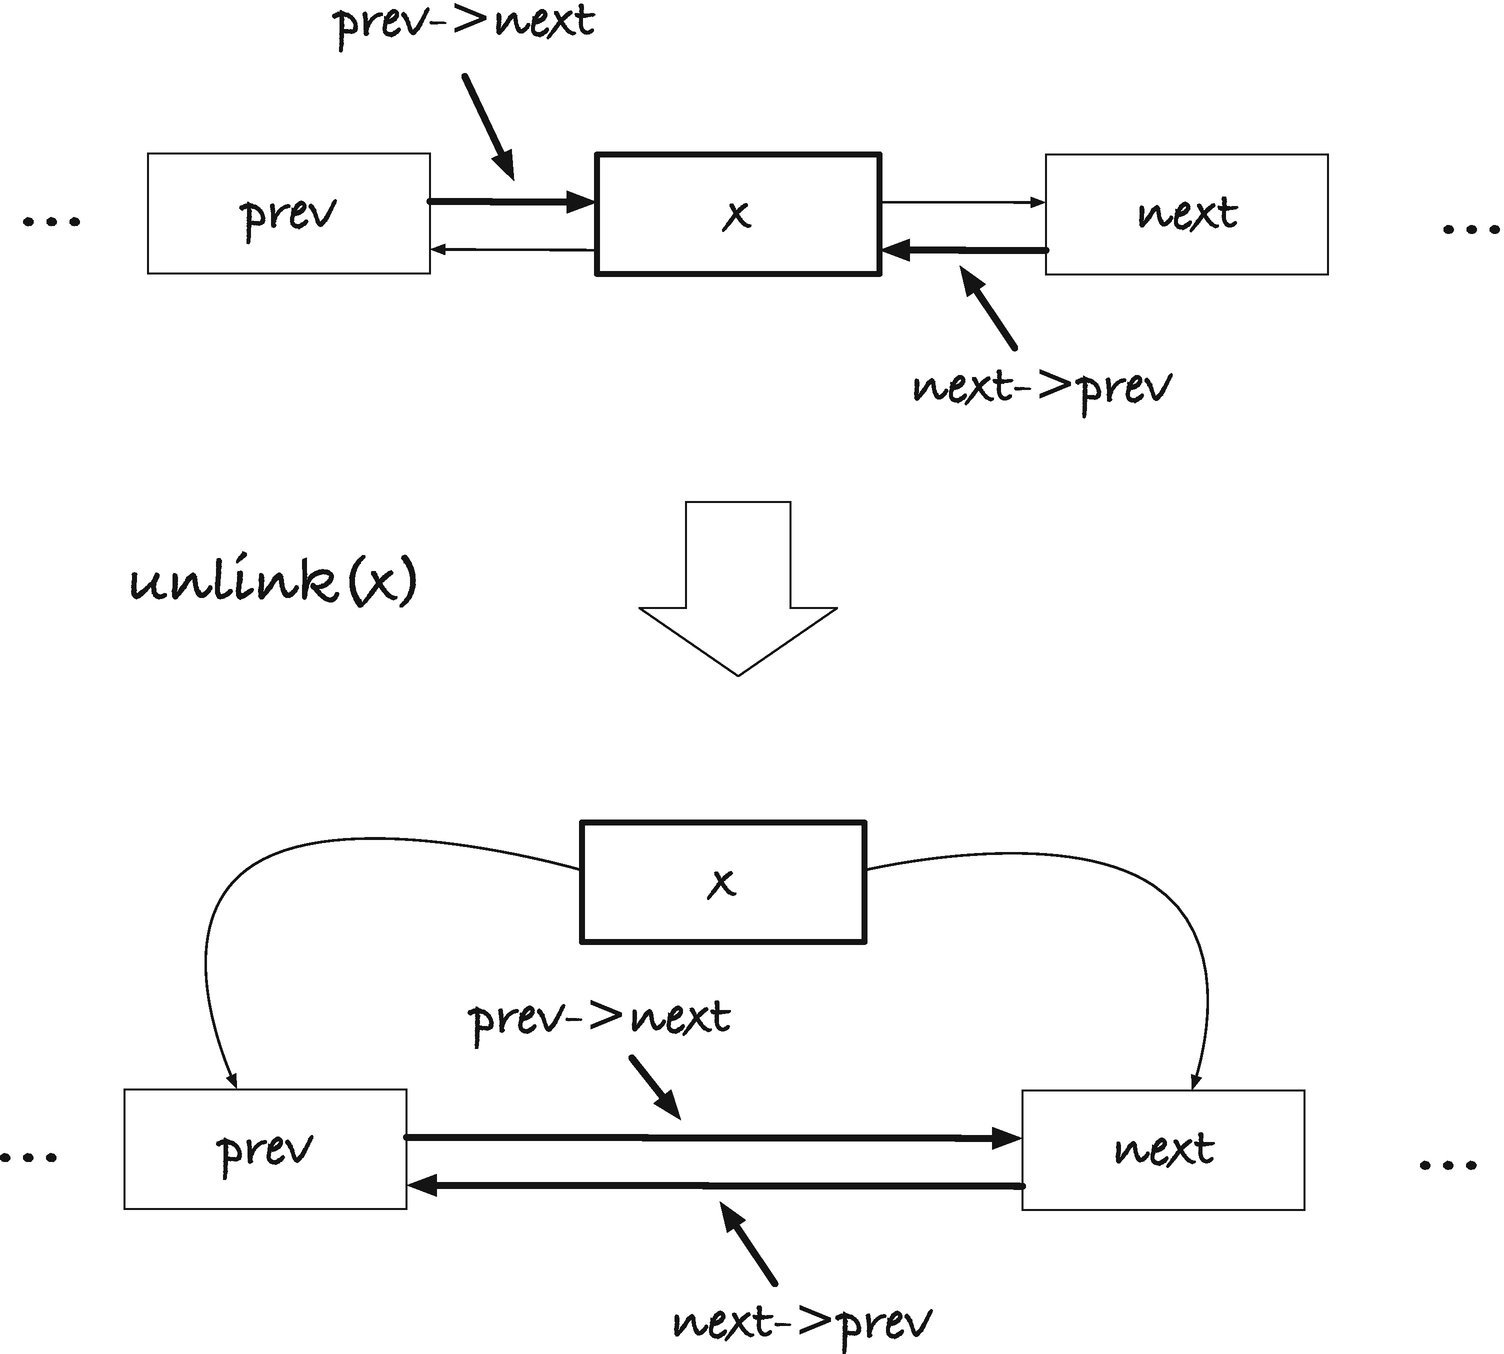 prev->next
... prev x next ...
next->prev
unlink(x)
x
prev->next
... prev next ...
next->prev